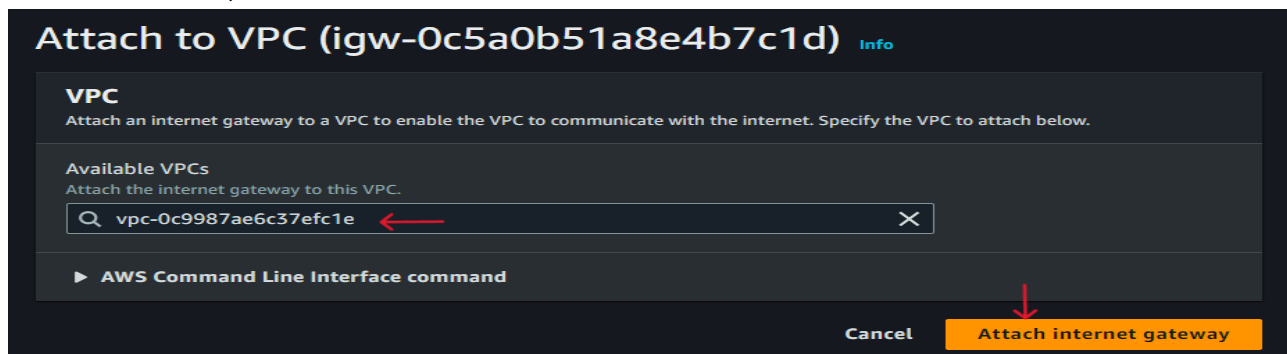 Attach to VPC (igw-0c5a0b51a8e4b7c1d) Info
VPC
Attach an internet gateway to a VPC to enable the VPC to communicate with the internet. Specify the VPC to attach below.
Available VPCs
Attach the internet gateway to this VPC.
vpc-0c9987ae6c37efc1e
AWS Command Line Interface command
Cancel Attach internet gateway